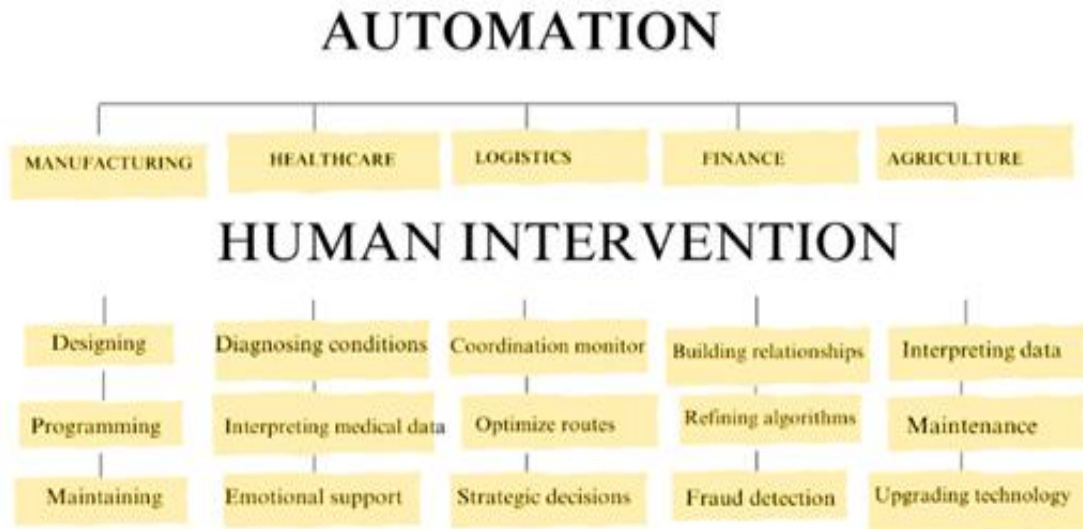 AUTOMATION
MANUFACTURING HEALTHCARE LOGISTICS FINANCE AGRICULTURE
HUMAN INTERVENTION
Designing Diagnosing conditions Coordination monitor Building relationships Interpreting data
Programming Interpreting medical data Optimize routes Refining algorithms Maintenance
Maintaining Emotional support Strategic decisions Fraud detection Upgrading technology